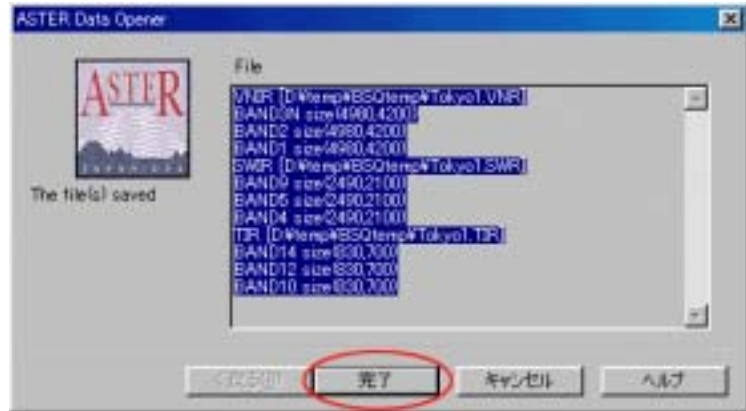 ASTER Data Opener
ASTER
The file(s) saved
File
VNIR [D:¥temp¥BSQtemp¥Tokyo1.VNR]
BAND3N size(4980,4200)
BAND2 size(4980,4200)
BAND1 size(4980,4200)
SWIR [D:¥temp¥BSQtemp¥Tokyo1.SWR]
BAND9 size(2490,2100)
BAND5 size(2490,2100)
BAND4 size(2490,2100)
TIR [D:¥temp¥BSQtemp¥Tokyo1.TIR]
BAND14 size(830,700)
BAND12 size(830,700)
BAND10 size(830,700)
完了
キャンセル
ヘルプ